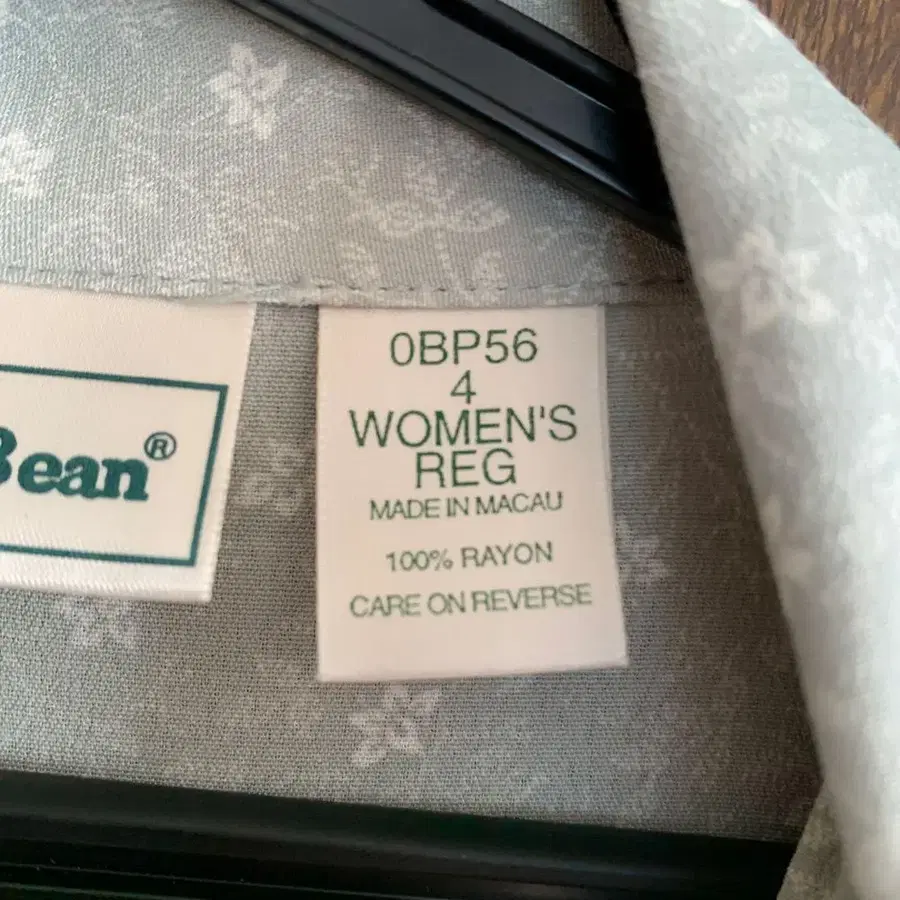 Bean®
0BP56
4
WOMEN'S
REG
MADE IN MACAU
100% RAYON
CARE ON REVERSE